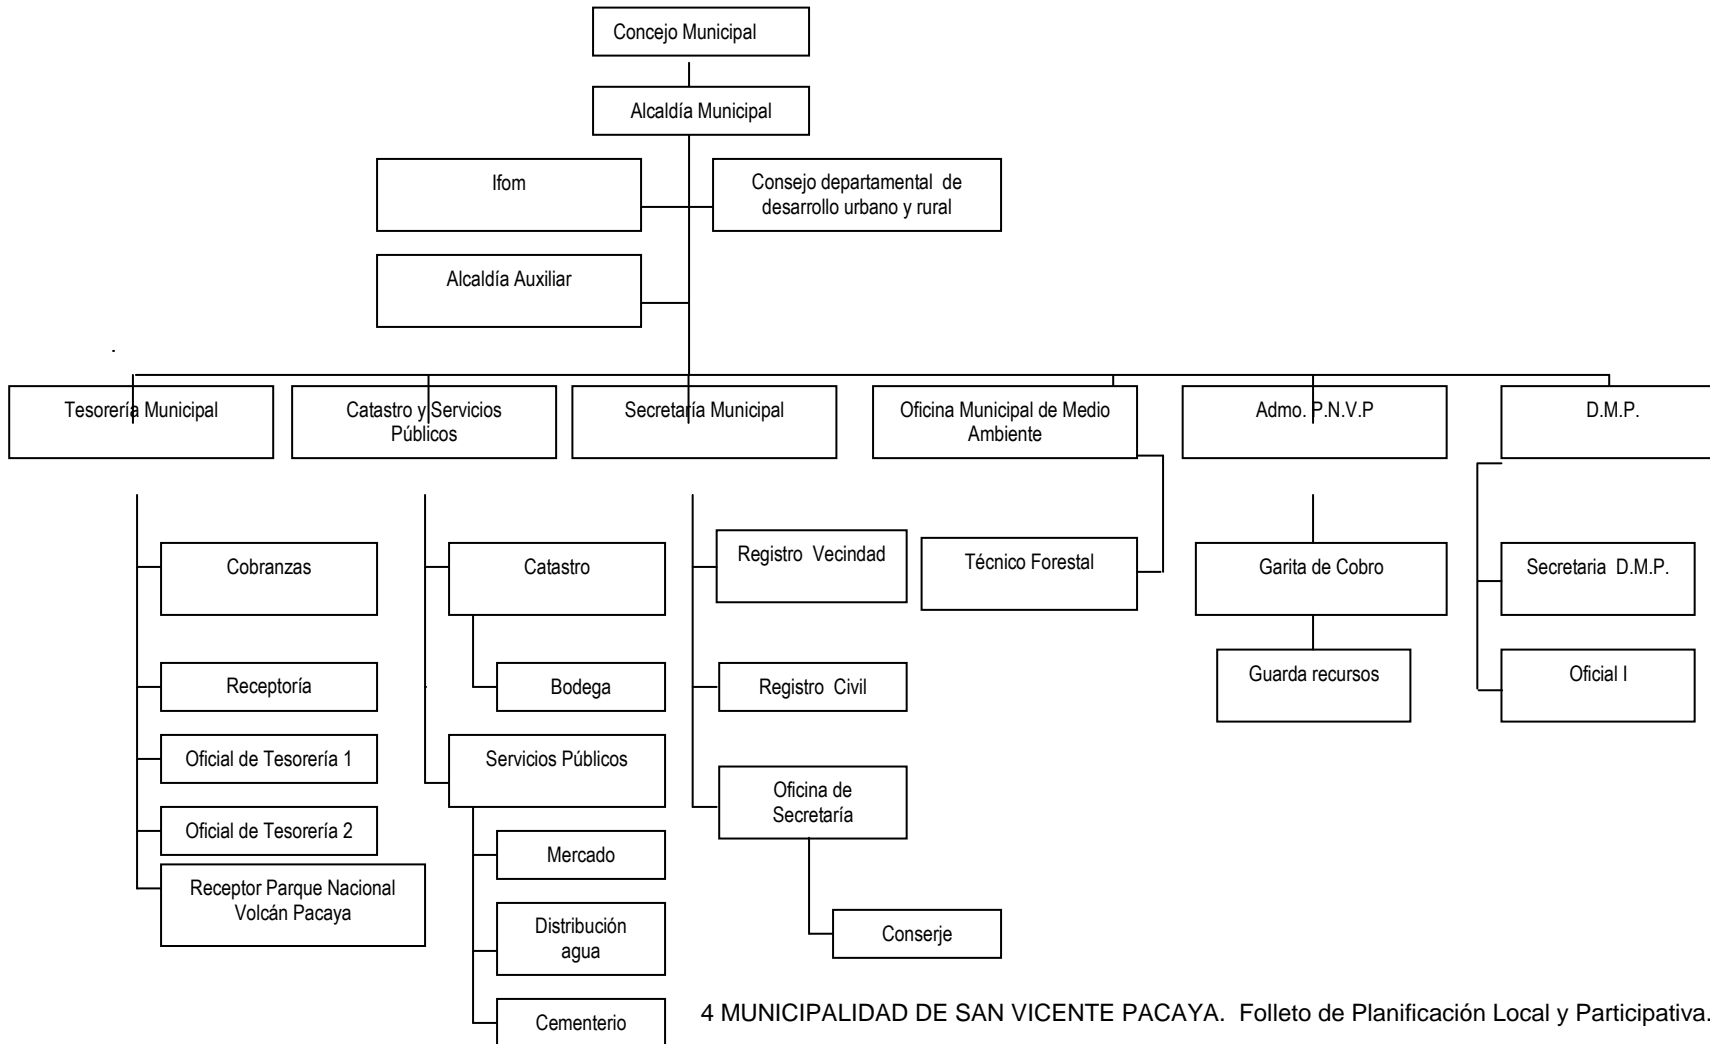 Concejo Municipal
Alcaldía Municipal
Ifom
Consejo departamental de
desarrollo urbano y rural
Alcaldía Auxiliar
Tesorería Municipal
Catastro y Servicios
Públicos
Secretaría Municipal
Oficina Municipal de Medio
Ambiente
Admo. P.N.V.P
D.M.P.
Cobranzas
Catastro
Registro Vecindad
Técnico Forestal
Garita de Cobro
Secretaria D.M.P.
Receptoría
Bodega
Registro Civil
Guarda recursos
Oficial I
Oficial de Tesorería 1
Servicios Públicos
Oficina de
Secretaría
Oficial de Tesorería 2
Mercado
Receptor Parque Nacional
Volcán Pacaya
Distribución
agua
Conserje
Cementerio
4 MUNICIPALIDAD DE SAN VICENTE PACAYA. Folleto de Planificación Local y Participativa.